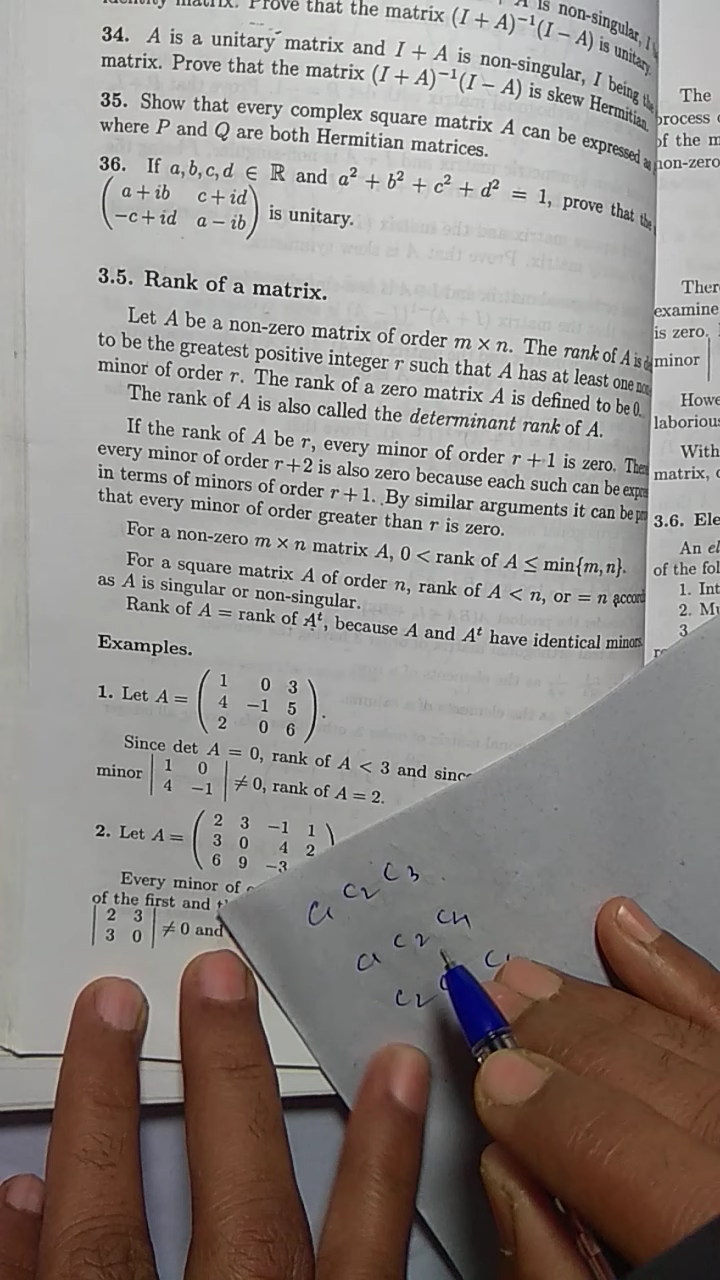 matrix. Prove that the matrix (I + A)⁻¹(I − A) is unitary.
34. A is a unitary matrix and I + A is non-singular, I being the
matrix. Prove that the matrix (I + A)⁻¹(I − A) is skew Hermitian.
35. Show that every complex square matrix A can be expressed as
where P and Q are both Hermitian matrices.
36. If a, b, c, d ∈ ℝ and a² + b² + c² + d² = 1, prove that the
( a + ib c + id
−c + id a − ib ) is unitary.
3.5. Rank of a matrix.
Let A be a non-zero matrix of order m × n. The rank of A is
to be the greatest positive integer r such that A has at least one
minor of order r. The rank of a zero matrix A is defined to be 0.
The rank of A is also called the determinant rank of A.
If the rank of A be r, every minor of order r + 1 is zero.
every minor of order r + 2 is also zero because each such can be
in terms of minors of order r + 1. By similar arguments it can be
that every minor of order greater than r is zero.
For a non-zero m × n matrix A, 0 < rank of A ≤ min{m, n}.
For a square matrix A of order n, rank of A < n, or = n
as A is singular or non-singular.
Rank of A = rank of Aᵗ, because A and Aᵗ have identical minors.
Examples.
1. Let A = ( 1 0 3
4 −1 5
2 0 6 ).
Since det A = 0, rank of A < 3 and
minor | 1 0
4 −1 | ≠ 0, rank of A = 2.
2. Let A = ( 2 3 −1 1
3 0 4 2
6 9 −3
Every minor of
of the first and
| 2 3
3 0 | ≠ 0 and
The
process
of the
non-zero
examine
is zero.
minor |
With
matrix,
3.6.
An
of the
1.
2.
3
C2 C3
C2 C4
C2